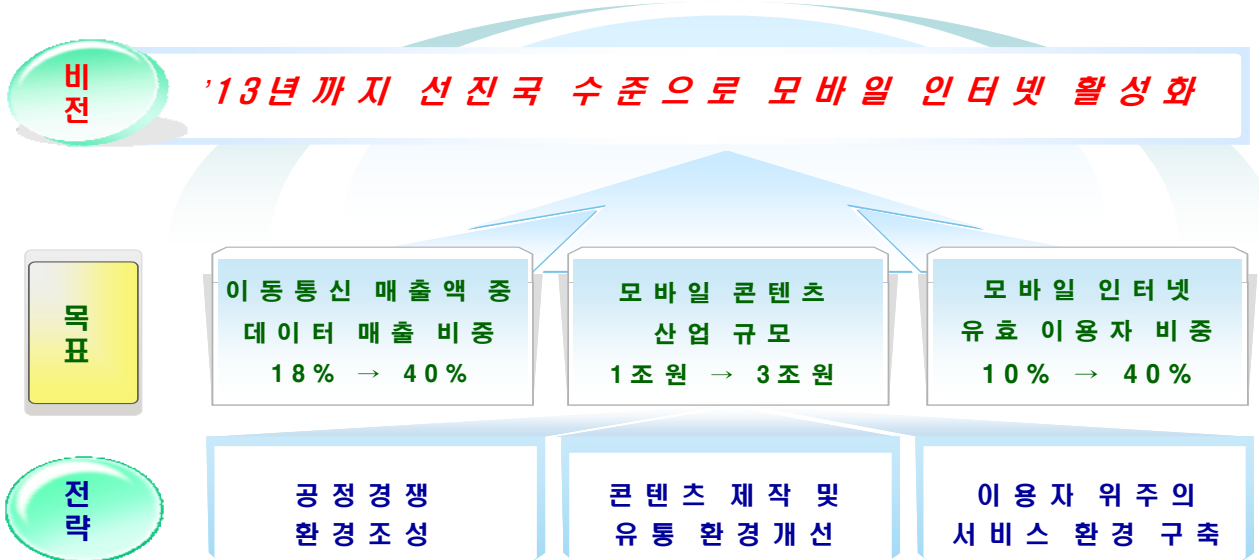 비전
'13년까지 선진국 수준으로 모바일 인터넷 활성화
목표
이동통신 매출액 중
데이터 매출 비중
18% → 40%
모바일 콘텐츠
산업 규모
1조원 → 3조원
모바일 인터넷
유효 이용자 비중
10% → 40%
전략
공정경쟁
환경조성
콘텐츠 제작 및
유통 환경개선
이용자 위주의
서비스 환경 구축